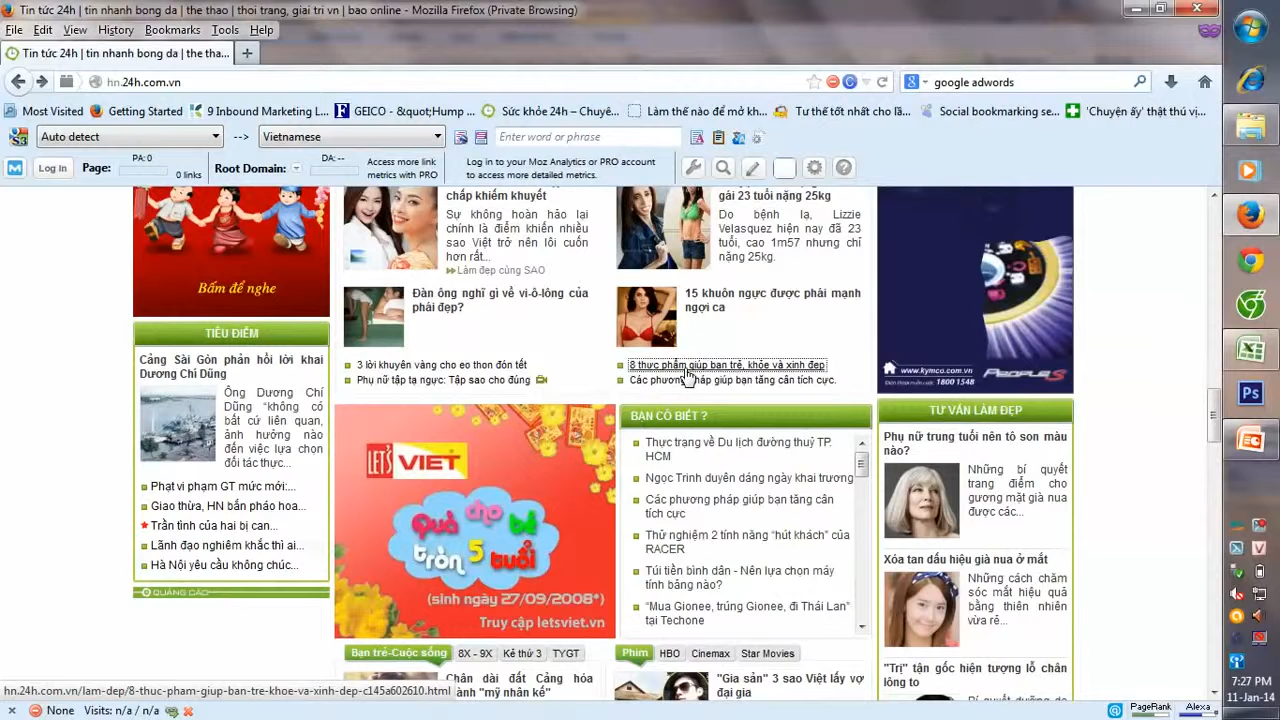 Tin tức 24h | tin nhanh bong da | the thao | thoi trang, giai tri vn | bao online - Mozilla Firefox (Private Browsing)
File Edit View History Bookmarks Tools Help
Tin tức 24h | tin nhanh bong da | the tha... +
hn.24h.com.vn
google adwords
Most Visited Getting Started 9 Inbound Marketing L... GEICO - &quot;Hump ... Sức khỏe 24h – Chuyê... Làm thế nào để mở kh... Tư thế tốt nhất cho lầ... Social bookmarking se... 'Chuyện ấy' thật thú vị...
Auto detect --> Vietnamese Enter word or phrase
M Log In Page: PA: 0 0 links Root Domain: DA: --
Access more link metrics with PRO
Log in to your Moz Analytics or PRO account to access more detailed metrics.
Bấm để nghe
TIÊU ĐIỂM
Cảng Sài Gòn phản hồi lời khai
Dương Chí Dũng
Ông Dương Chí
Dũng “không có
bất cứ liên quan,
ảnh hưởng nào
đến việc lựa chọn
đối tác thực...
Phạt vi phạm GT mức mới:...
Giao thừa, HN bắn pháo hoa...
Trần tình của hai bị can...
Lãnh đạo nghiêm khắc thì ai...
Hà Nội yêu cầu không chúc...
QUẢNG CÁO
chấp khiếm khuyết
Sự không hoàn hảo lại
chính là điểm khiến nhiều
sao Việt trở nên lôi cuốn
hơn rất...
Làm đẹp cùng SAO
Đàn ông nghĩ gì về vi-ô-lông của
phái đẹp?
3 lời khuyên vàng cho eo thon đón tết
Phụ nữ tập tạ ngực: Tập sao cho đúng
gái 23 tuổi nặng 25kg
Do bệnh lạ, Lizzie
Velasquez hiện nay đã 23
tuổi, cao 1m57 nhưng chỉ
nặng 25kg.
15 khuôn ngực được phái mạnh
ngợi ca
8 thực phẩm giúp bạn trẻ, khỏe và xinh đẹp
Các phương pháp giúp bạn tăng cân tích cực.
www.kymco.com.vn
Điện thoại miễn phí: 1800 1548
PEOPLE S
LET'S VIET
Quà cho bé
tròn 5 tuổi
(sinh ngày 27/09/2008*)
Truy cập letsviet.vn
BẠN CÓ BIẾT ?
Thực trạng về Du lịch đường thuỷ TP.
HCM
Ngọc Trinh duyên dáng ngày khai trương
Các phương pháp giúp bạn tăng cân
tích cực
Thử nghiệm 2 tính năng “hút khách” của
RACER
Túi tiền bình dân - Nên lựa chọn máy
tính bảng nào?
“Mua Gionee, trúng Gionee, đi Thái Lan”
tại Techone
TƯ VẤN LÀM ĐẸP
Phụ nữ trung tuổi nên tô son màu
nào?
Những bí quyết
trang điểm cho
gương mặt già nua
được các...
Xóa tan dấu hiệu già nua ở mắt
Những cách chăm
sóc mắt hiệu quả
bằng thiên nhiên
vừa rẻ...
"Trị" tận gốc hiện tượng lỗ chân
lông to
Bạn trẻ-Cuộc sống 8X - 9X Kẻ thứ 3 TYGT
Phim HBO Cinemax Star Movies
Chân dài đất Cảng hóa
thành "mỹ nhân kế"
"Gia sản" 3 sao Việt lấy vợ
đại gia
hn.24h.com.vn/lam-dep/8-thuc-pham-giup-ban-tre-khoe-va-xinh-dep-c145a602610.html
None Visits: n/a / n/a
PageRank Alexa
7:27 PM
11-Jan-14